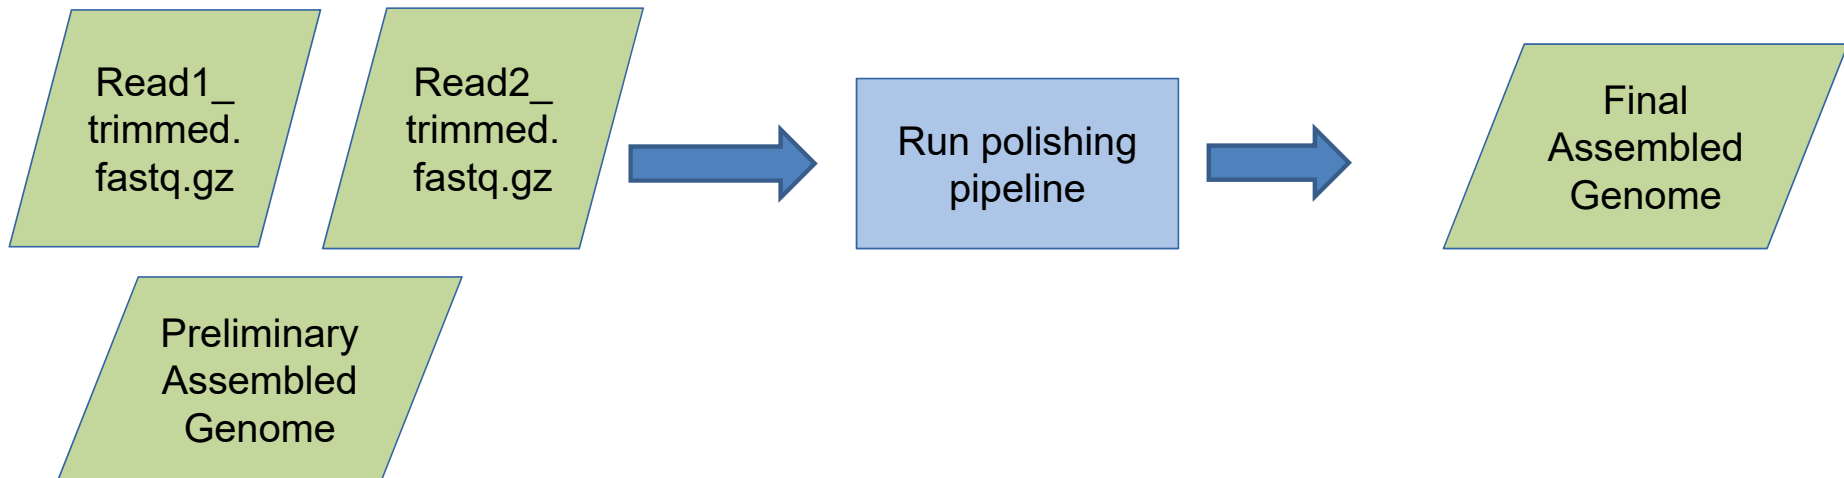 Read1_
trimmed.
fastq.gz
Read2_
trimmed.
fastq.gz
Preliminary
Assembled
Genome
Run polishing
pipeline
Final
Assembled
Genome